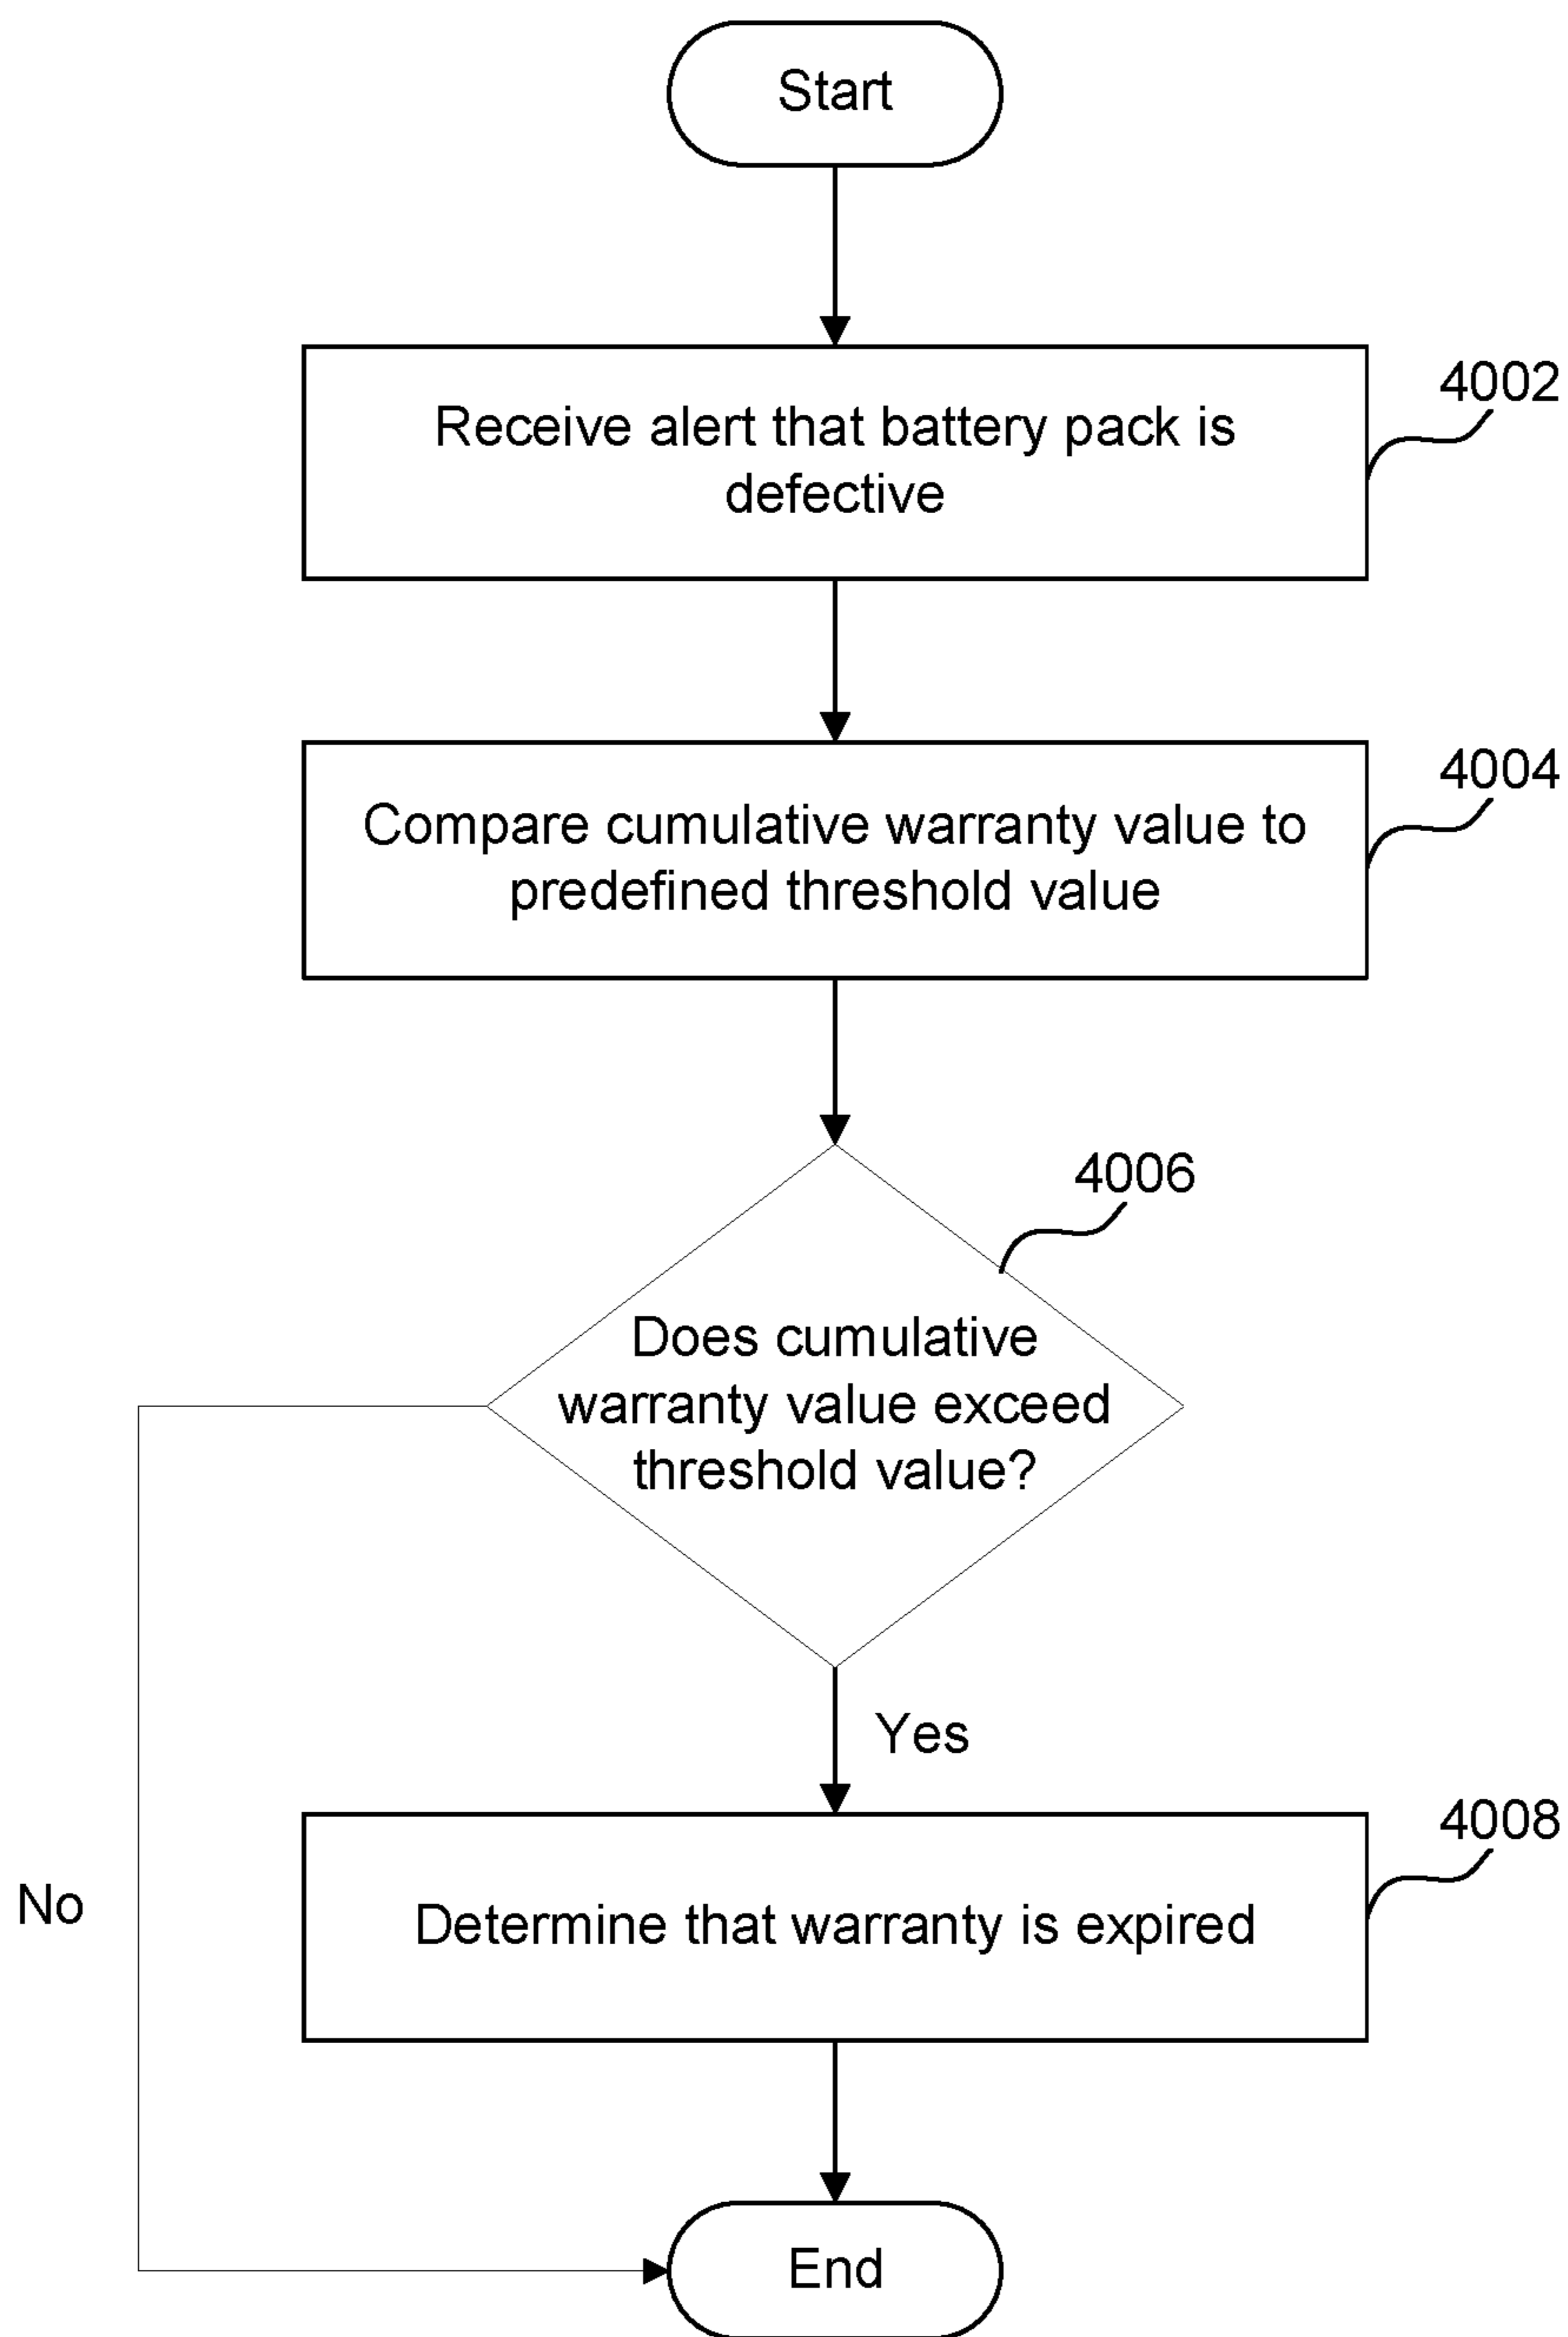 Start
4002
Receive alert that battery pack is
defective
4004
Compare cumulative warranty value to
predefined threshold value
4006
Does cumulative
warranty value exceed
threshold value?
Yes
4008
No
Determine that warranty is expired
End